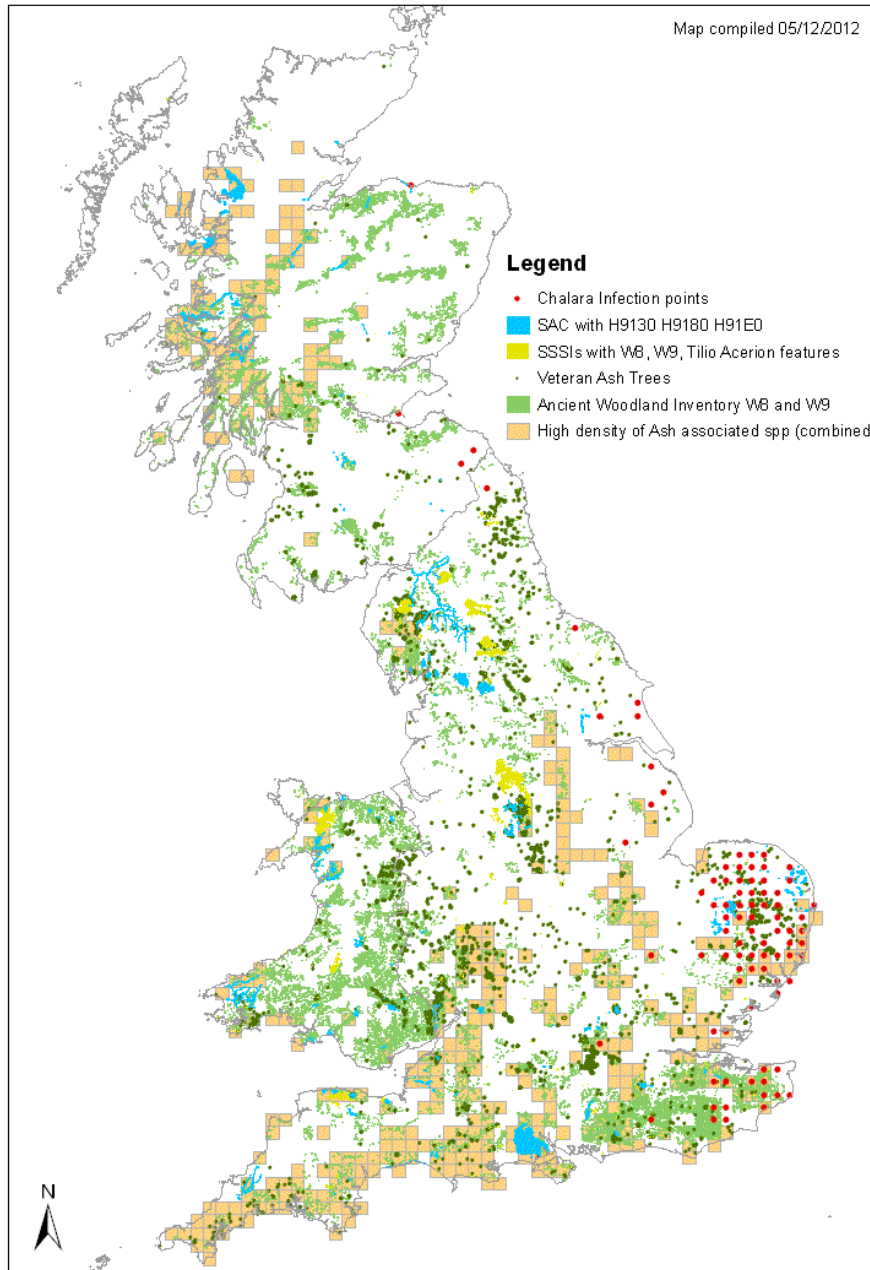 Map compiled 05/12/2012
Legend
Chalara Infection points
SAC with H9130 H9180 H91E0
SSSIs with W8, W9, Tilio Acerion features
Veteran Ash Trees
Ancient Woodland Inventory W8 and W9
High density of Ash associated spp (combined
N